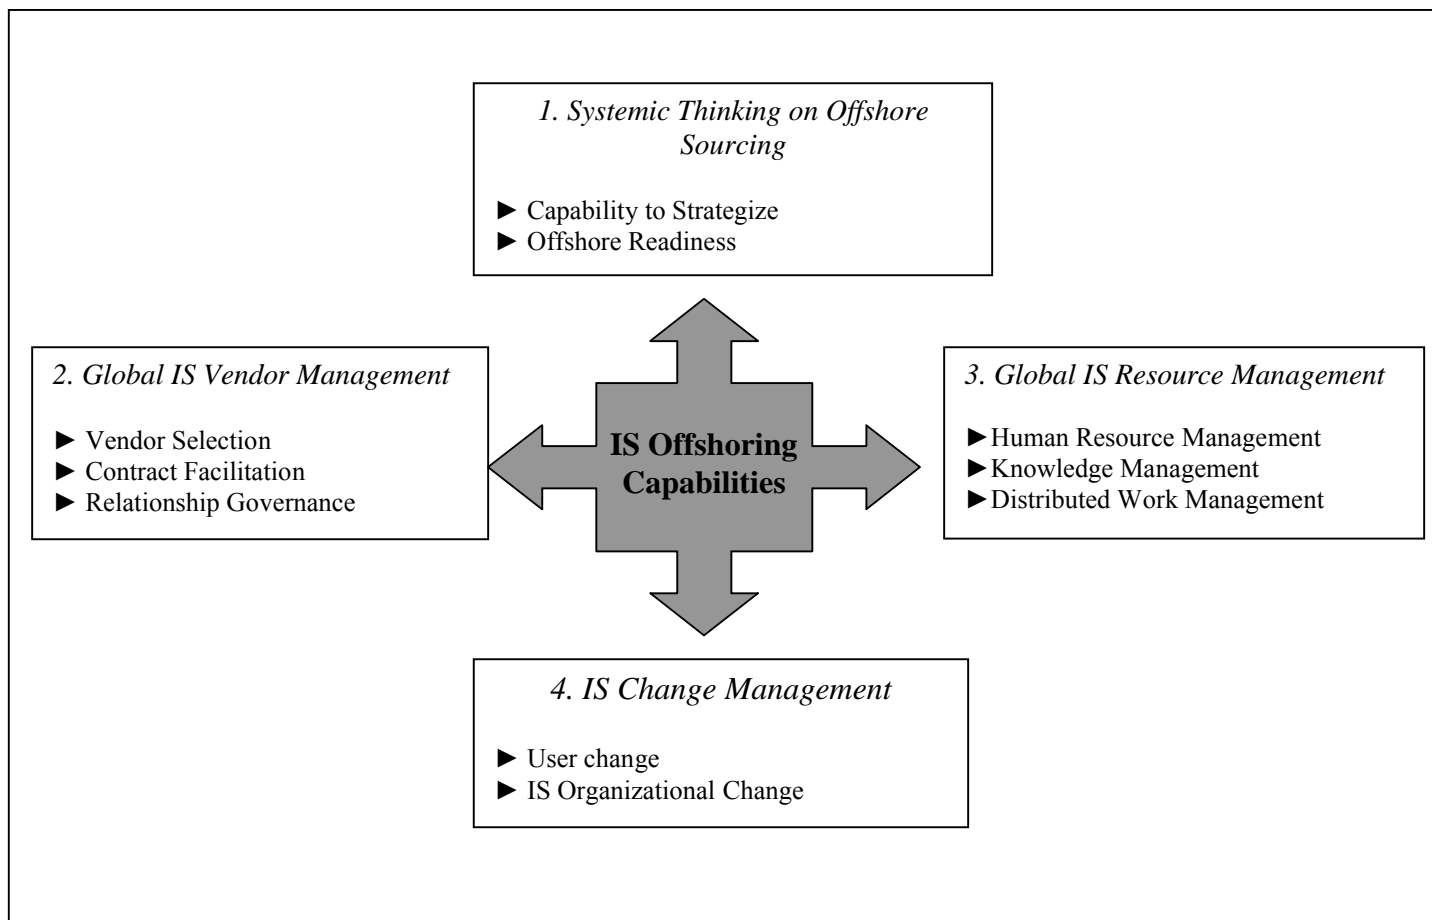 1. Systemic Thinking on Offshore
Sourcing
► Capability to Strategize
► Offshore Readiness
2. Global IS Vendor Management
► Vendor Selection
► Contract Facilitation
► Relationship Governance
IS Offshoring
Capabilities
3. Global IS Resource Management
►Human Resource Management
►Knowledge Management
►Distributed Work Management
4. IS Change Management
► User change
► IS Organizational Change